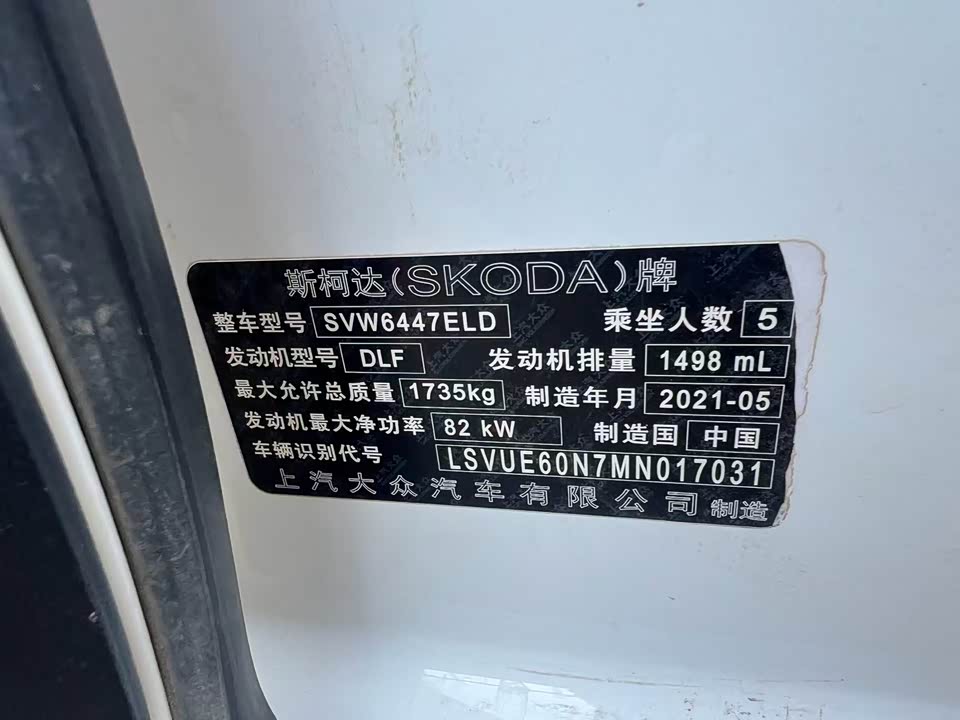 斯柯达(SKODA)牌
整车型号 SVW6447ELD 乘坐人数 5
发动机型号 DLF 发动机排量 1498 mL
最大允许总质量 1735kg 制造年月 2021-05
发动机最大净功率 82 kW 制造国 中国
车辆识别代号 LSVUE60N7MN017031
上汽大众汽车有限公司 制造